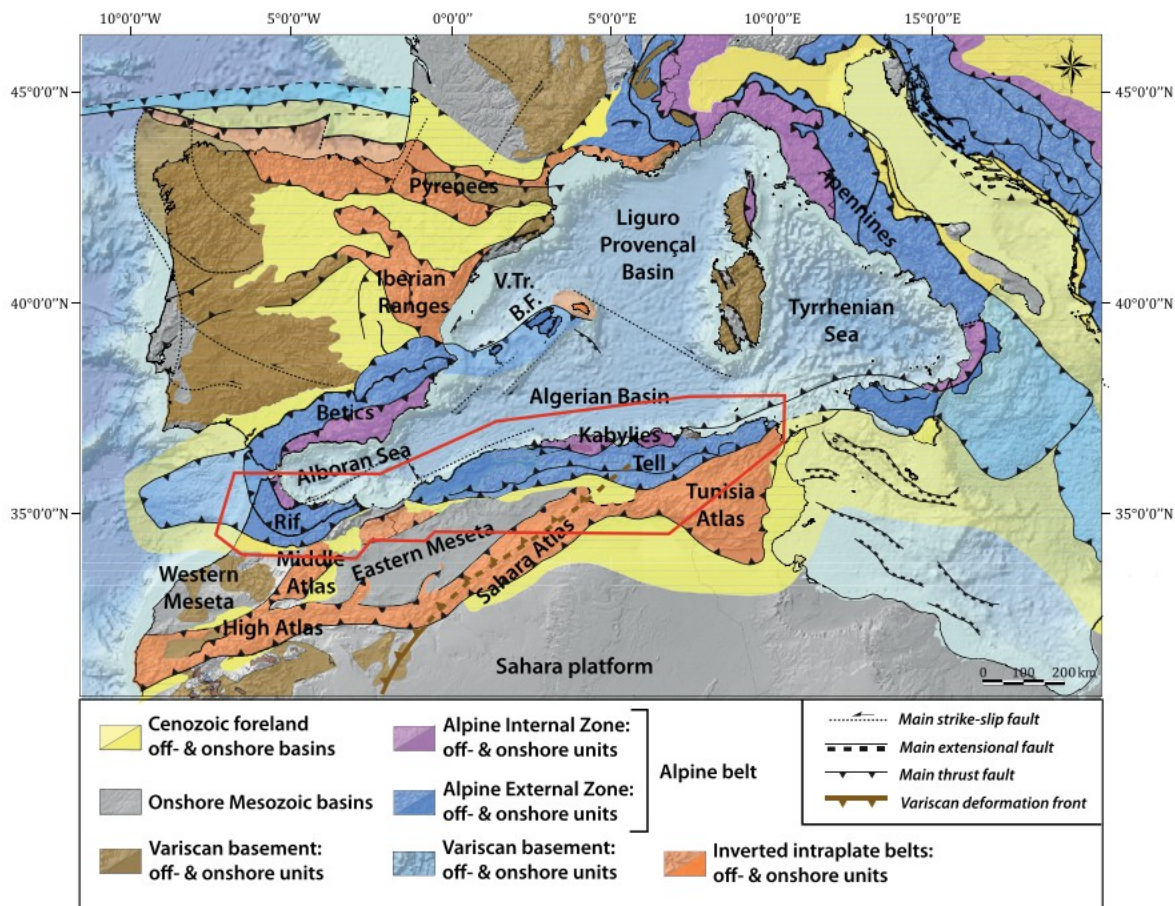 10°0'0"W
5°0'0"W
0°0'0"
5°0'0"E
10°0'0"E
15°0'0"E
45°0'0"N
45°0'0"N
Pyrenees
Apennines
Liguro
Provençal
Basin
V.Tr.
B.F.
Iberian
Ranges
40°0'0"N
40°0'0"N
Tyrrhenian
Sea
Algerian Basin
Betics
Kabylies
Alboran Sea
Tell
Tunisia
Atlas
35°0'0"N
35°0'0"N
Rif
Middle
Atlas
Eastern Meseta
Sahara Atlas
Western
Meseta
High Atlas
Sahara platform
0 100 200 km
Cenozoic foreland
off- & onshore basins
Onshore Mesozoic basins
Variscan basement:
off- & onshore units
Alpine Internal Zone:
off- & onshore units
Alpine External Zone:
off- & onshore units
Variscan basement:
off- & onshore units
Alpine belt
Inverted intraplate belts:
off- & onshore units
Main strike-slip fault
Main extensional fault
Main thrust fault
Variscan deformation front